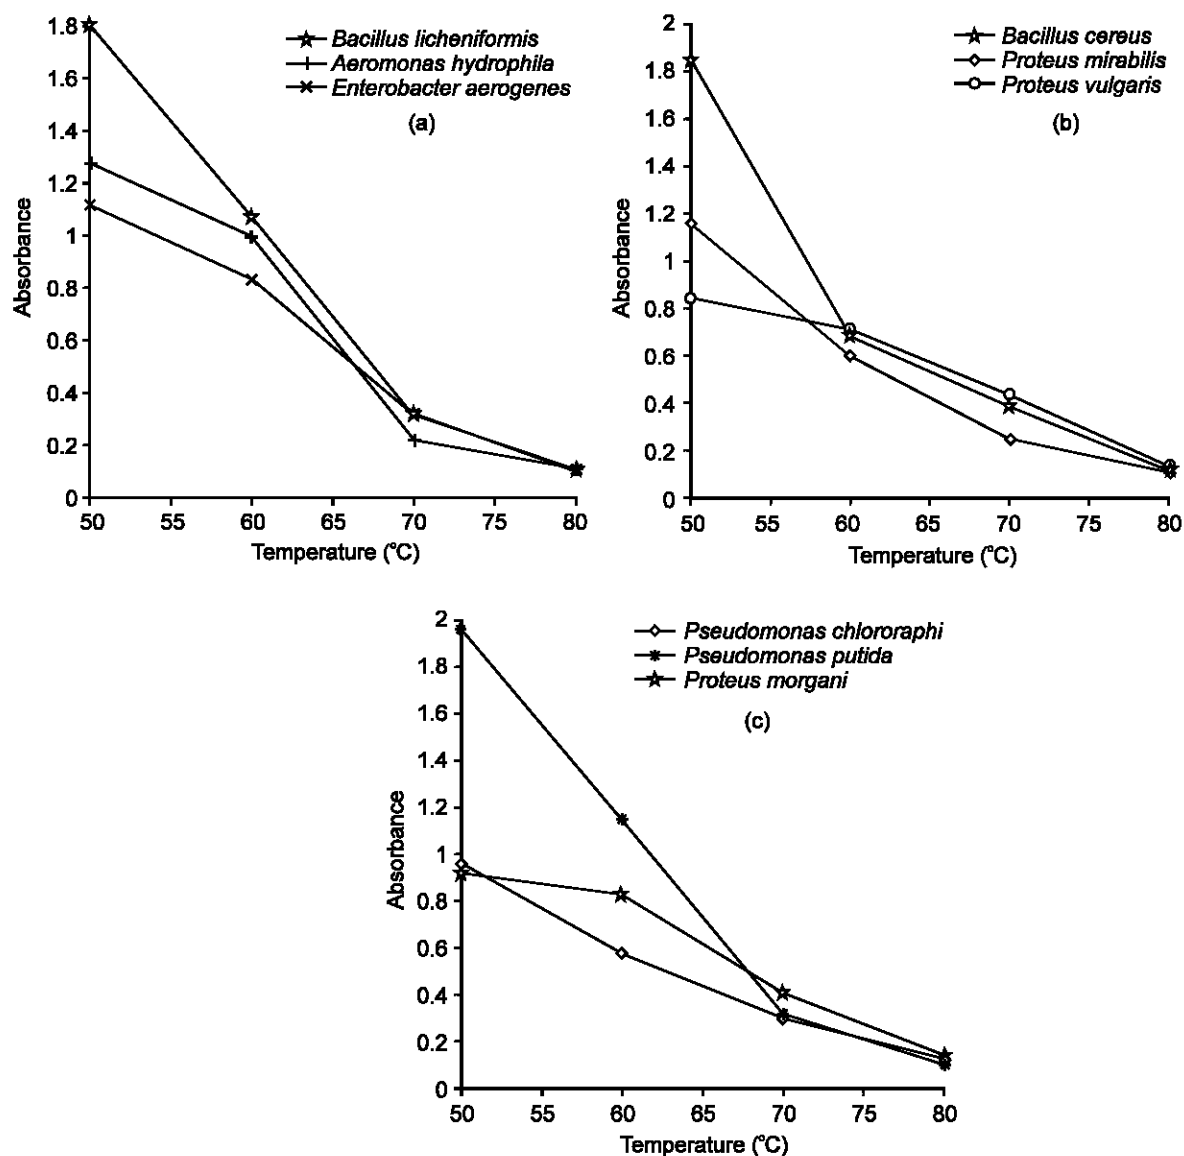 Bacillus licheniformis
Aeromonas hydrophila
Enterobacter aerogenes
(a)
Absorbance
1.8
1.6
1.4
1.2
1
0.8
0.6
0.4
0.2
0
50 55 60 65 70 75 80
Temperature (°C)
Bacillus cereus
Proteus mirabilis
Proteus vulgaris
(b)
Absorbance
2
1.8
1.6
1.4
1.2
1
0.8
0.6
0.4
0.2
0
50 55 60 65 70 75 80
Temperature (°C)
Pseudomonas chlororaphi
Pseudomonas putida
Proteus morgani
(c)
Absorbance
2
1.8
1.6
1.4
1.2
1
0.8
0.6
0.4
0.2
0
50 55 60 65 70 75 80
Temperature (°C)